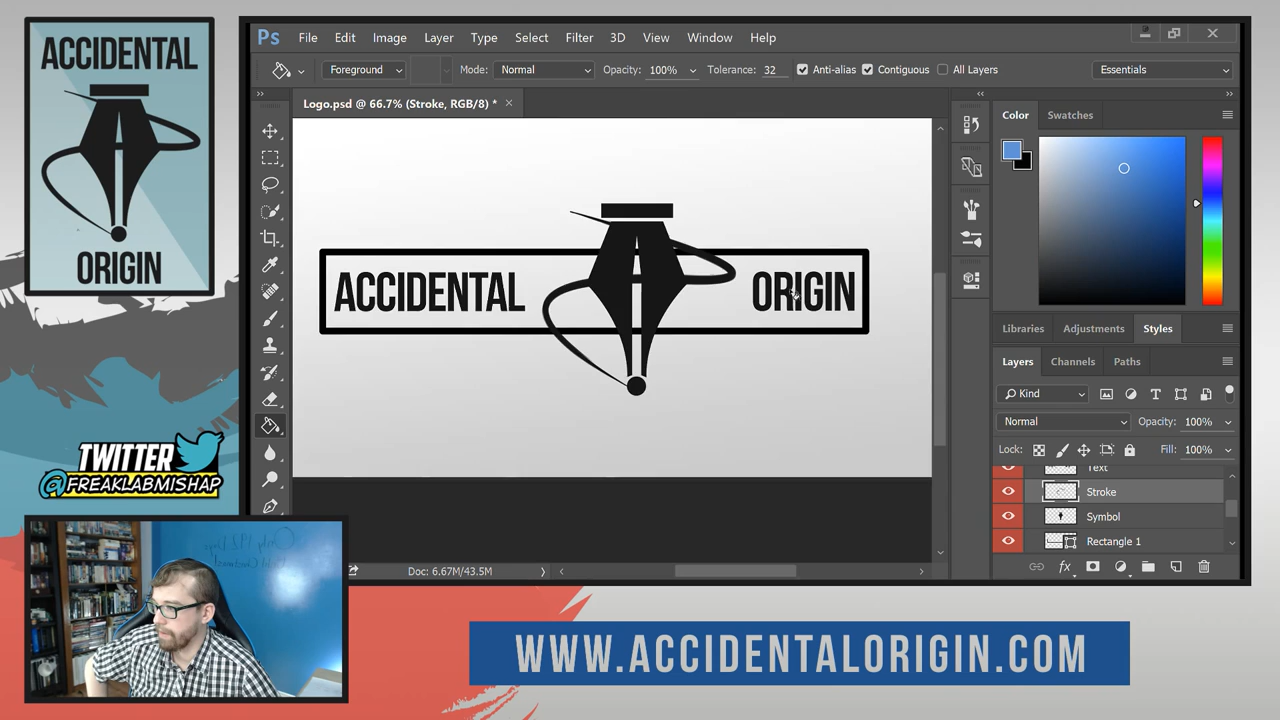 ACCIDENTAL
ORIGIN
TWITTER
@FREAKLABMISHAP
Ps File Edit Image Layer Type Select Filter 3D View Window Help
Foreground Mode: Normal Opacity: 100% Tolerance: 32 Anti-alias Contiguous All Layers Essentials
Logo.psd @ 66.7% (Stroke, RGB/8) *
ACCIDENTAL ORIGIN
Doc: 6.67M/43.5M
Color Swatches
Libraries Adjustments Styles
Layers Channels Paths
Kind
Normal Opacity: 100%
Lock: Fill: 100%
Text
Stroke
Symbol
Rectangle 1
fx
WWW.ACCIDENTALORIGIN.COM